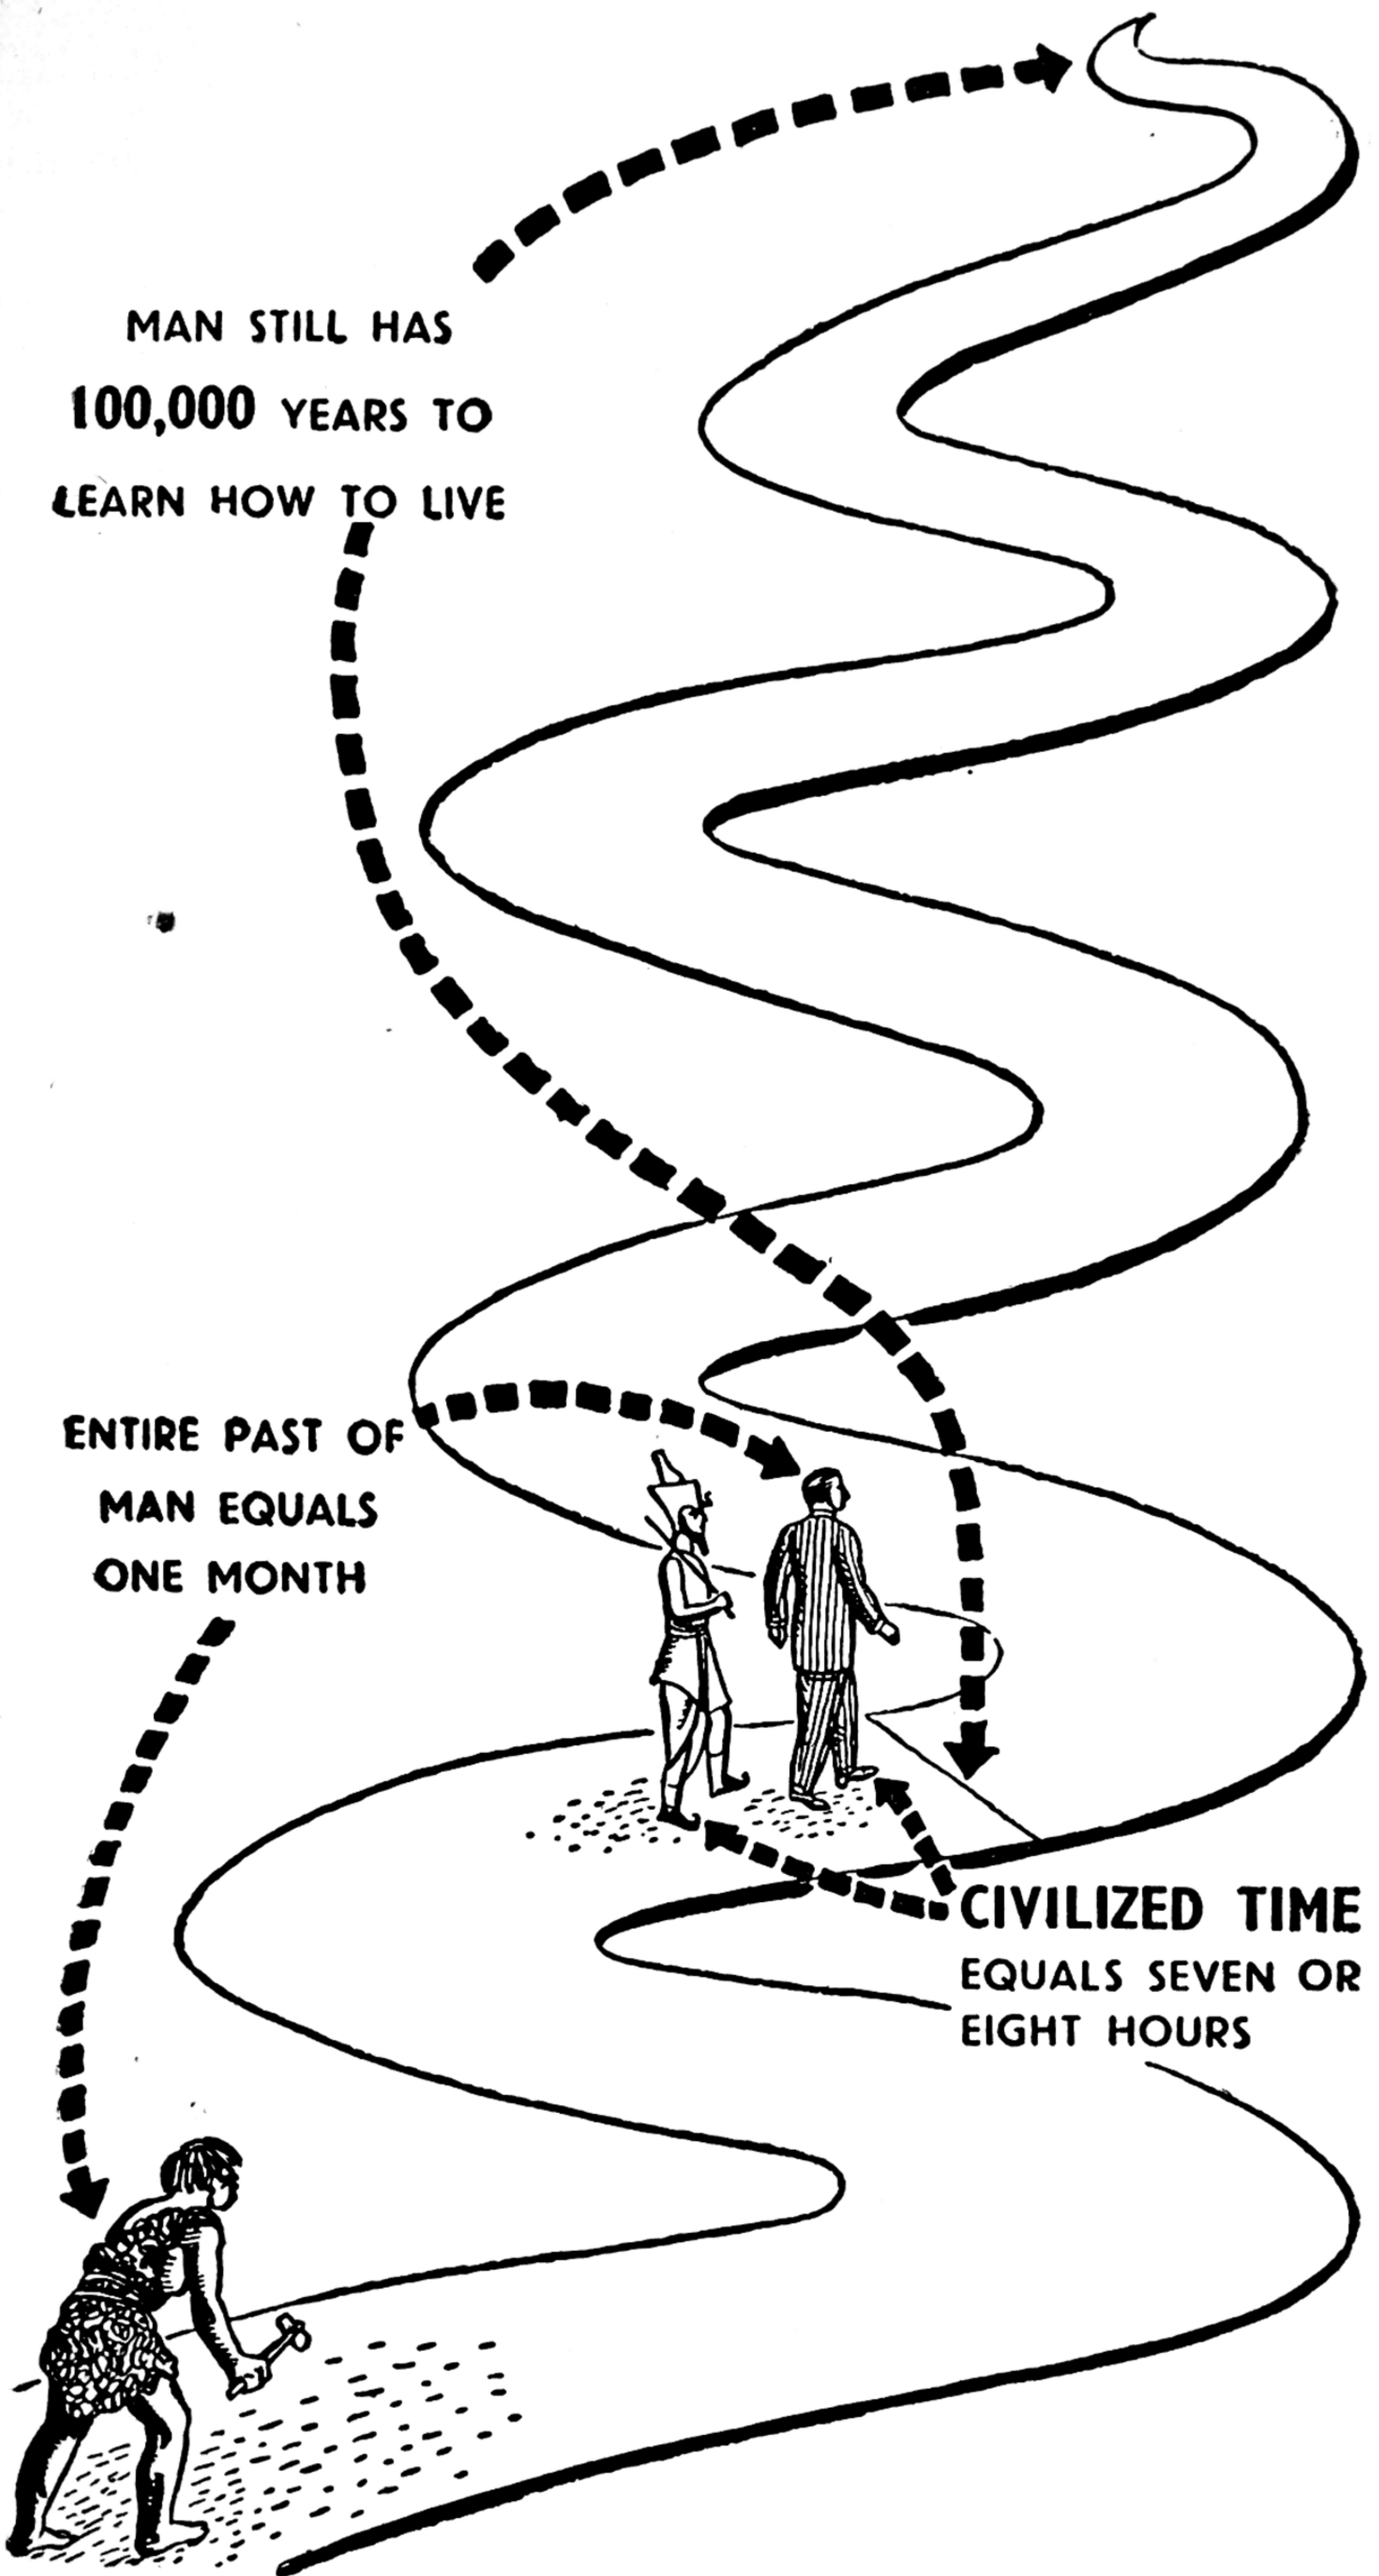 MAN STILL HAS
100,000 YEARS TO
LEARN HOW TO LIVE
ENTIRE PAST OF
MAN EQUALS
ONE MONTH
CIVILIZED TIME
EQUALS SEVEN OR
EIGHT HOURS